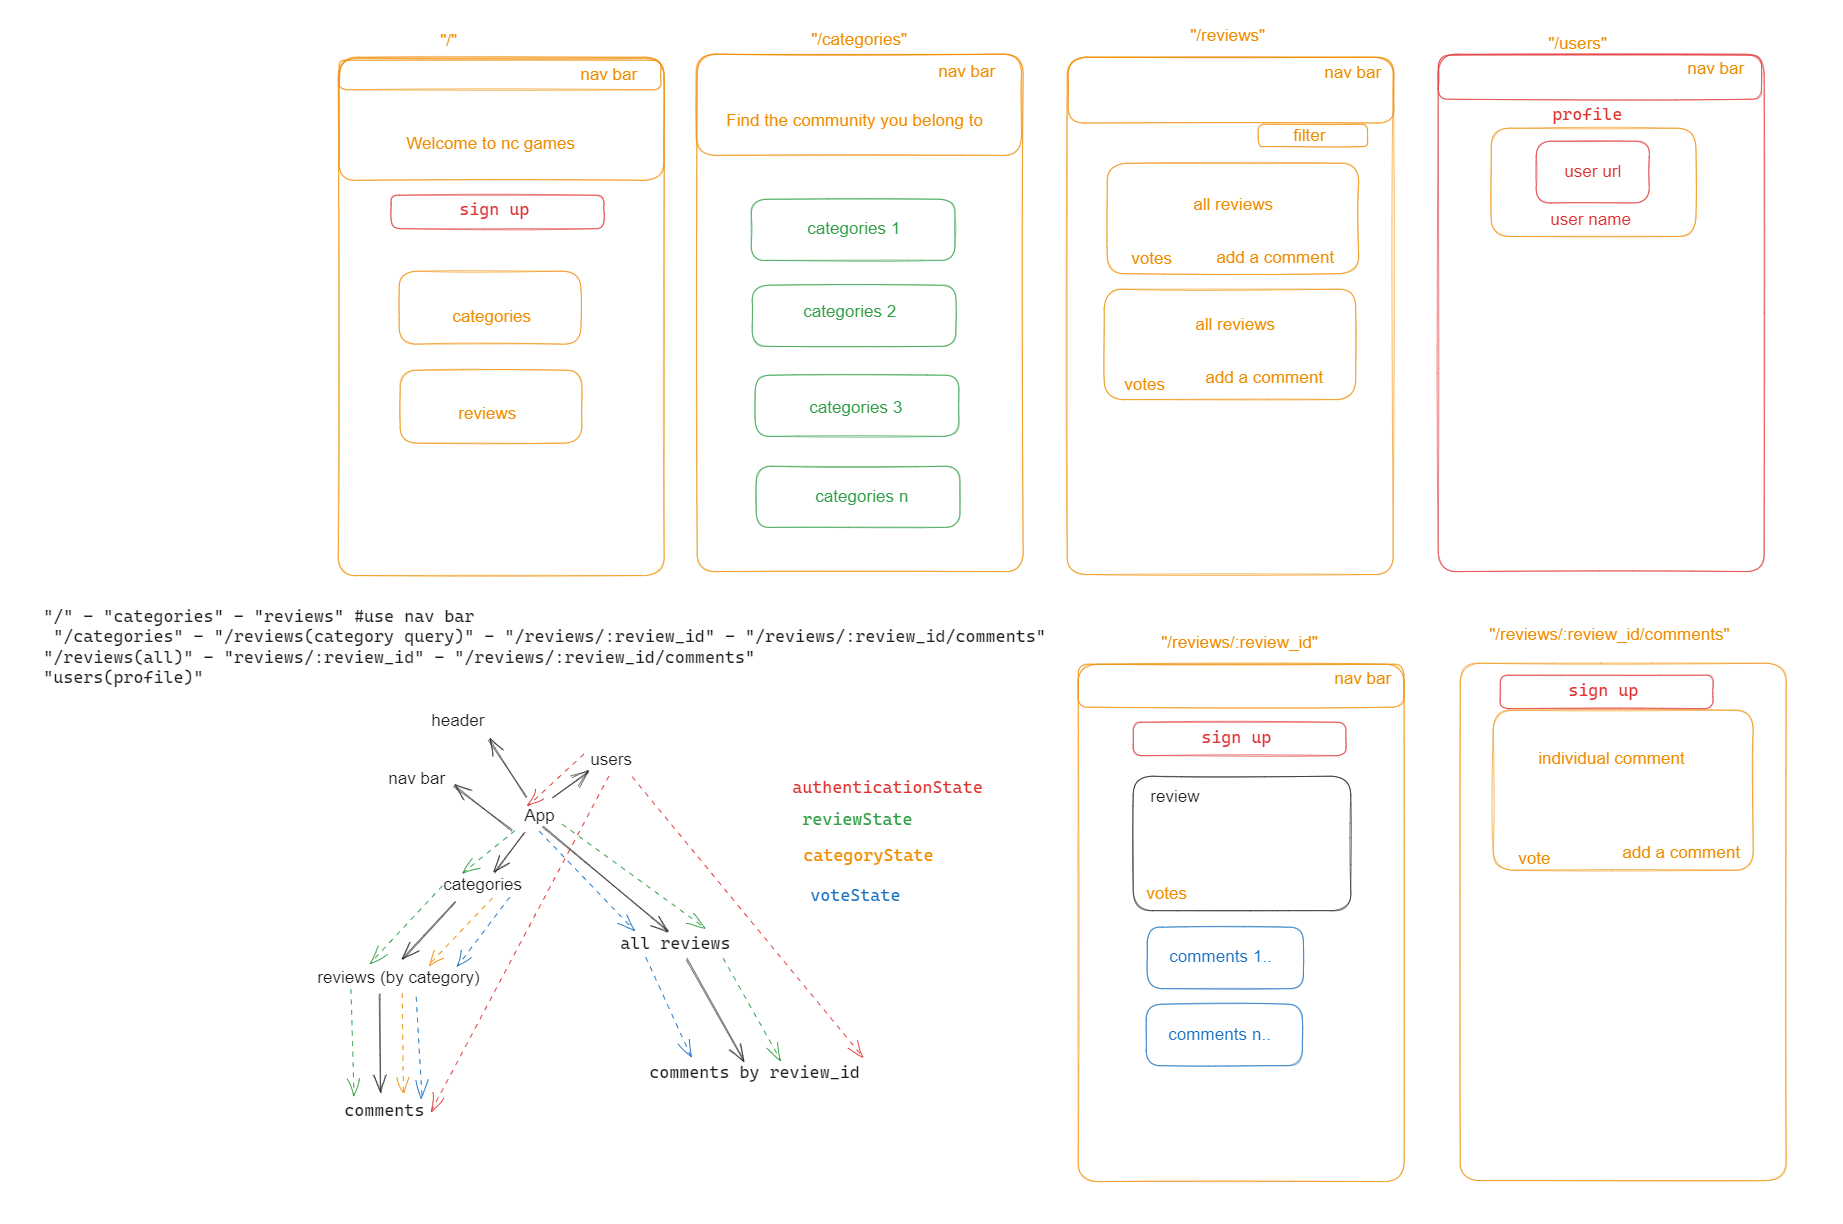 "/"
nav bar
Welcome to nc games
sign up
categories
reviews
"/categories"
nav bar
Find the community you belong to
categories 1
categories 2
categories 3
categories n
"/reviews"
nav bar
filter
all reviews
votes
add a comment
all reviews
votes
add a comment
"/users"
nav bar
profile
user url
user name
"/" - "categories" - "reviews" #use nav bar
"/categories" - "/reviews(category query)" - "/reviews/:review_id" - "/reviews/:review_id/comments"
"/reviews(all)" - "reviews/:review_id" - "/reviews/:review_id/comments"
"users(profile)"
header
users
nav bar
App
categories
all reviews
reviews (by category)
comments by review_id
comments
authenticationState
reviewState
categoryState
voteState
"/reviews/:review_id"
nav bar
sign up
review
votes
comments 1..
comments n..
"/reviews/:review_id/comments"
sign up
individual comment
vote
add a comment